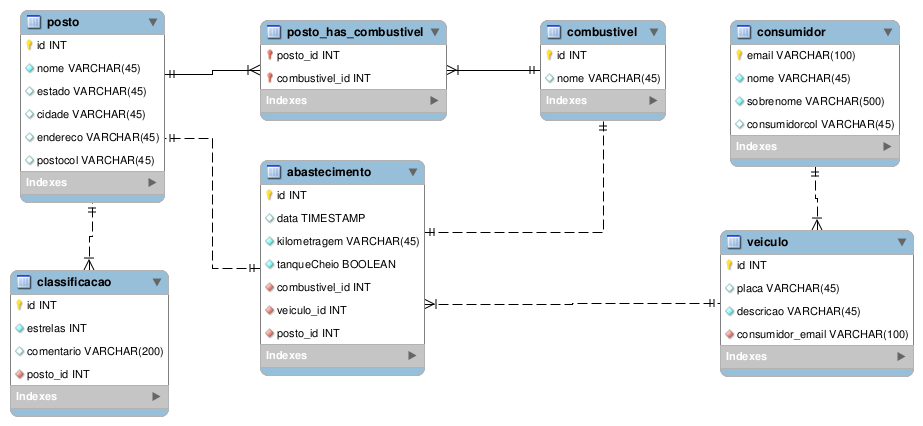 posto
id INT
nome VARCHAR(45)
estado VARCHAR(45)
cidade VARCHAR(45)
endereco VARCHAR(45)
postocol VARCHAR(45)
Indexes
posto_has_combustivel
posto_id INT
combustivel_id INT
Indexes
combustivel
id INT
nome VARCHAR(45)
Indexes
consumidor
email VARCHAR(100)
nome VARCHAR(45)
sobrenome VARCHAR(500)
consumidorcol VARCHAR(45)
Indexes
abastecimento
id INT
data TIMESTAMP
kilometragem VARCHAR(45)
tanqueCheio BOOLEAN
combustivel_id INT
veiculo_id INT
posto_id INT
Indexes
veiculo
id INT
placa VARCHAR(45)
descricao VARCHAR(45)
consumidor_email VARCHAR(100)
Indexes
classificacao
id INT
estrelas INT
comentario VARCHAR(200)
posto_id INT
Indexes